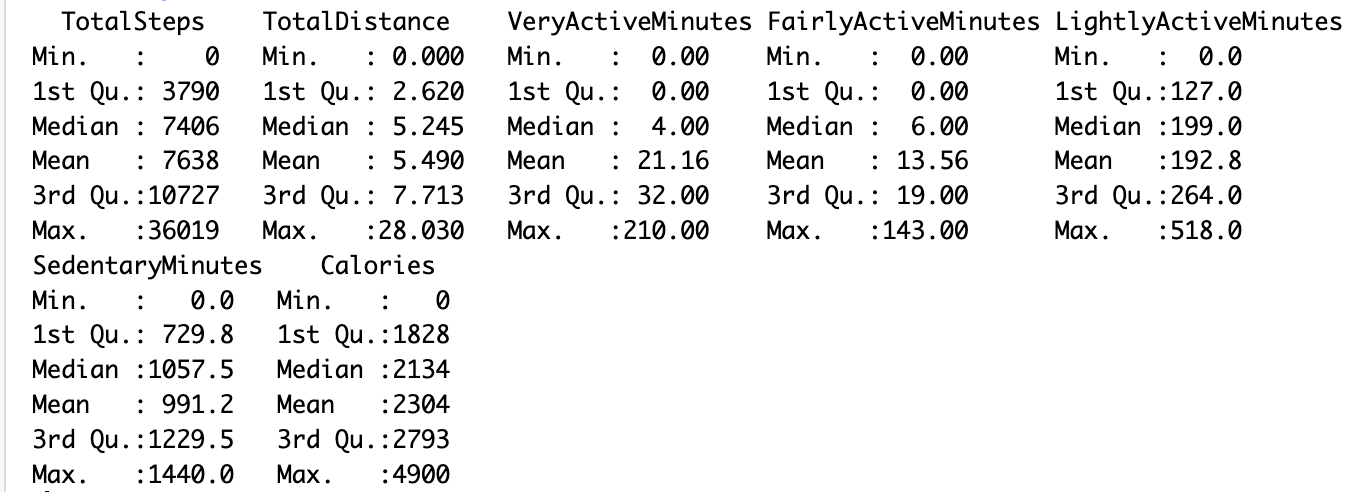 TotalSteps    TotalDistance    VeryActiveMinutes FairlyActiveMinutes LightlyActiveMinutes
Min.   :    0   Min.   : 0.000   Min.   :  0.00    Min.   :  0.00      Min.   :  0.0
1st Qu.: 3790   1st Qu.: 2.620   1st Qu.:  0.00    1st Qu.:  0.00      1st Qu.:127.0
Median : 7406   Median : 5.245   Median :  4.00    Median :  6.00      Median :199.0
Mean   : 7638   Mean   : 5.490   Mean   : 21.16    Mean   : 13.56      Mean   :192.8
3rd Qu.:10727   3rd Qu.: 7.713   3rd Qu.: 32.00    3rd Qu.: 19.00      3rd Qu.:264.0
Max.   :36019   Max.   :28.030   Max.   :210.00    Max.   :143.00      Max.   :518.0
SedentaryMinutes    Calories
Min.   :   0.0   Min.   :   0
1st Qu.: 729.8   1st Qu.:1828
Median :1057.5   Median :2134
Mean   : 991.2   Mean   :2304
3rd Qu.:1229.5   3rd Qu.:2793
Max.   :1440.0   Max.   :4900